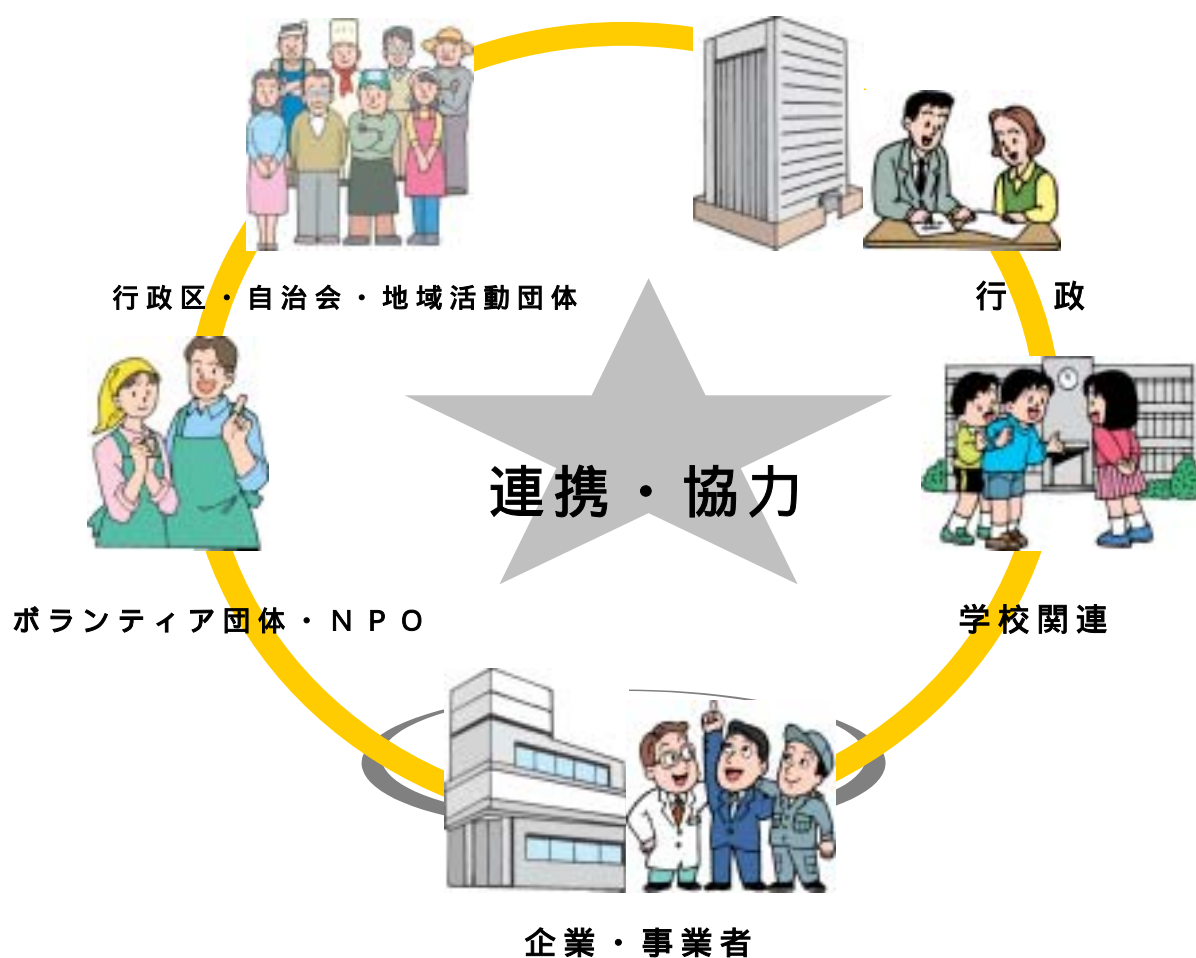 行政区・自治会・地域活動団体
行　政
連携・協力
ボランティア団体・ＮＰＯ
学校関連
企業・事業者